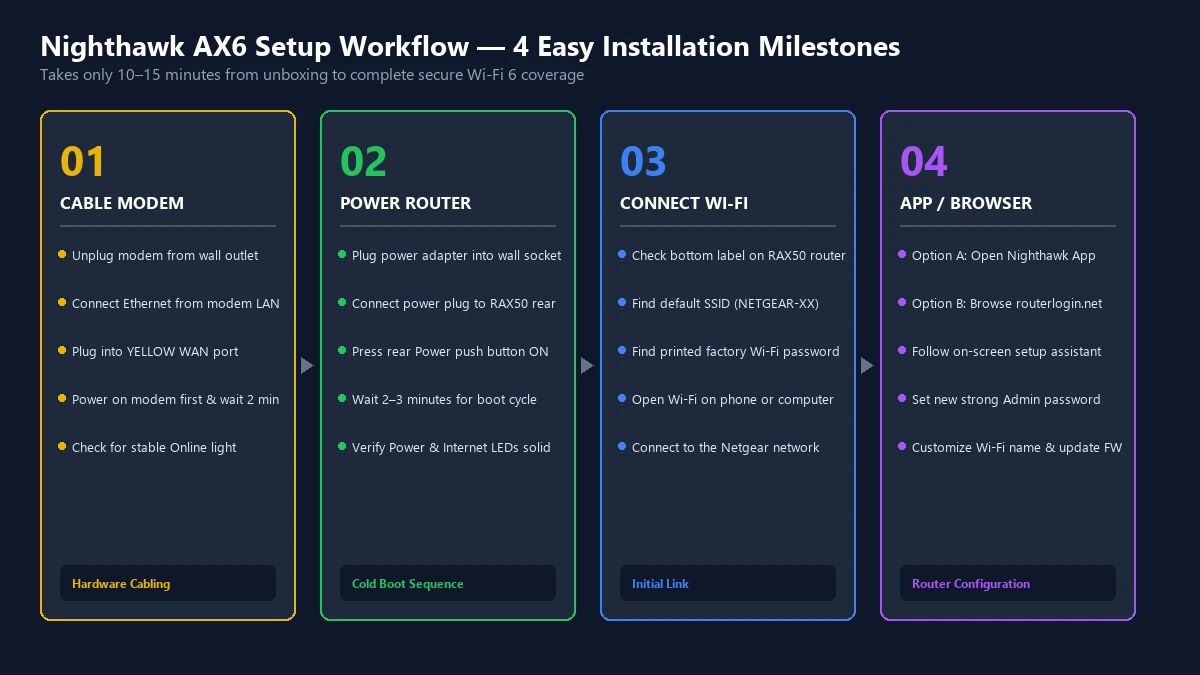 Nighthawk AX6 Setup Workflow — 4 Easy Installation Milestones
Takes only 10–15 minutes from unboxing to complete secure Wi-Fi 6 coverage
01
CABLE MODEM
Unplug modem from wall outlet
Connect Ethernet from modem LAN
Plug into YELLOW WAN port
Power on modem first & wait 2 min
Check for stable Online light
Hardware Cabling
02
POWER ROUTER
Plug power adapter into wall socket
Connect power plug to RAX50 rear
Press rear Power push button ON
Wait 2–3 minutes for boot cycle
Verify Power & Internet LEDs solid
Cold Boot Sequence
03
CONNECT WI-FI
Check bottom label on RAX50 router
Find default SSID (NETGEAR-XX)
Find printed factory Wi-Fi password
Open Wi-Fi on phone or computer
Connect to the Netgear network
Initial Link
04
APP / BROWSER
Option A: Open Nighthawk App
Option B: Browse routerlogin.net
Follow on-screen setup assistant
Set new strong Admin password
Customize Wi-Fi name & update FW
Router Configuration